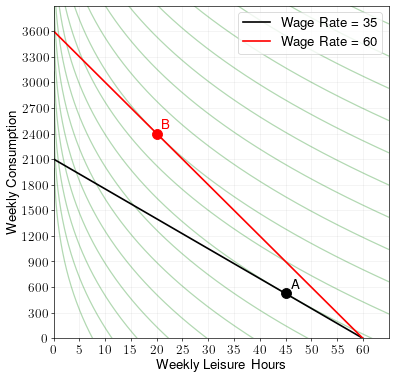 Wage Rate = 35
Wage Rate = 60
3600
3300
3000
2700
2400
2100
1800
1500
1200
900
600
300
0
B
A
0 5 10 15 20 25 30 35 40 45 50 55 60
Weekly Leisure Hours
Weekly Consumption